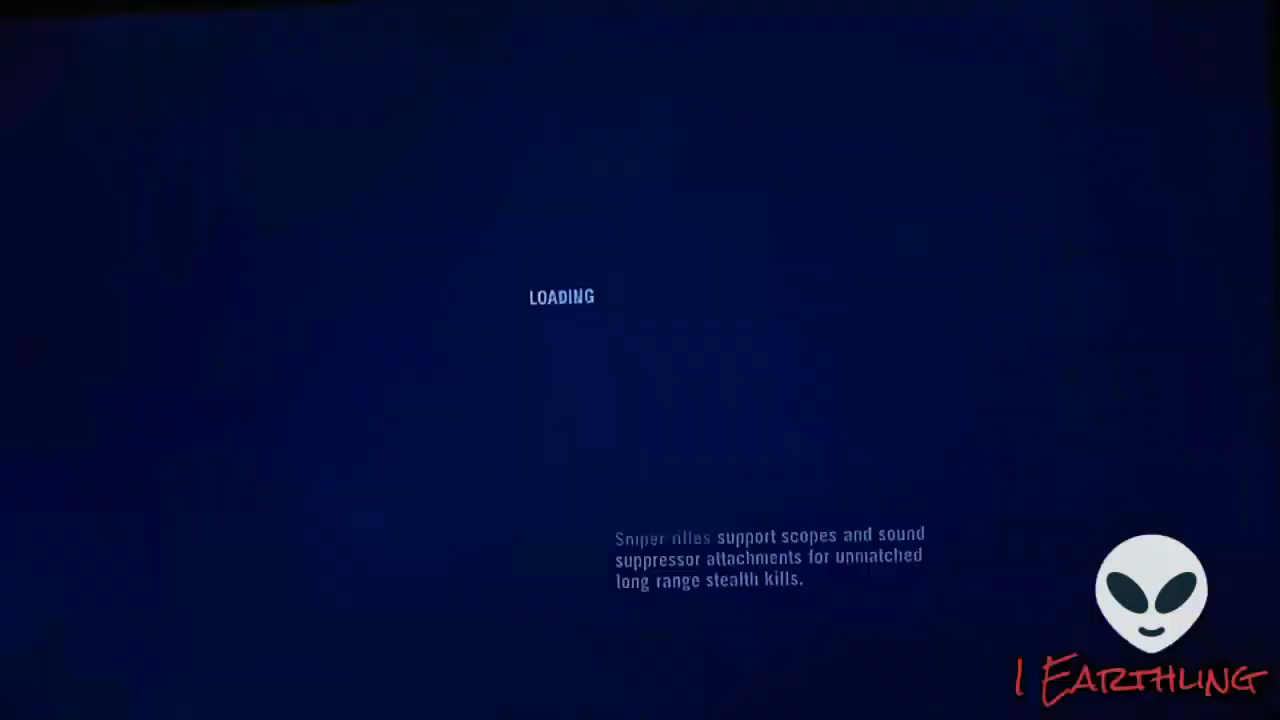 LOADING
Sniper rifles support scopes and sound
suppressor attachments for unmatched
long range stealth kills.
I EARTHLING